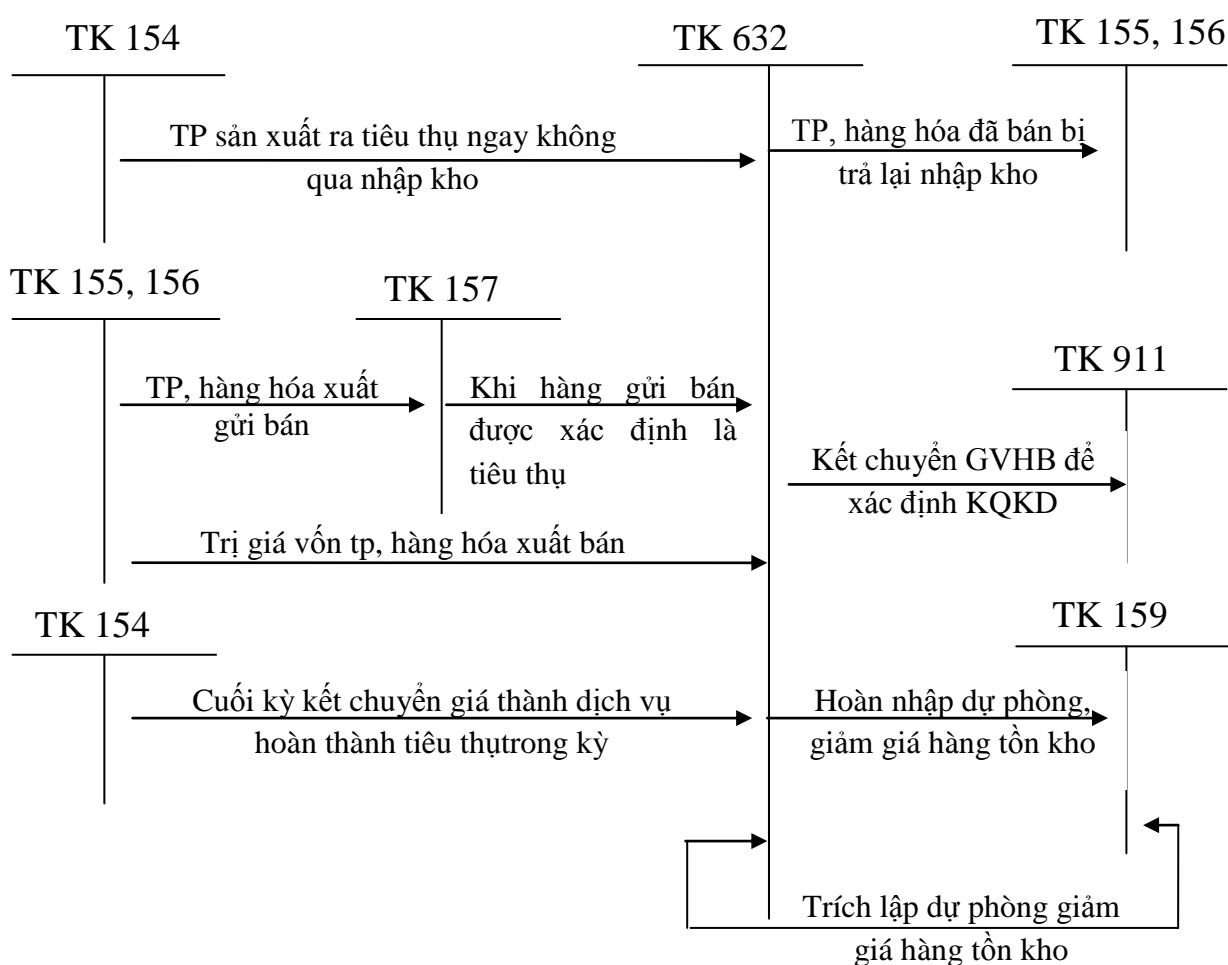 TK 154
TK 632
TK 155, 156
TP sản xuất ra tiêu thụ ngay không
qua nhập kho
TP, hàng hóa đã bán bị
trả lại nhập kho
TK 155, 156
TK 157
TK 911
TP, hàng hóa xuất
gửi bán
Khi hàng gửi bán
được xác định là
tiêu thụ
Kết chuyển GVHB để
xác định KQKD
Trị giá vốn tp, hàng hóa xuất bán
TK 154
TK 159
Cuối kỳ kết chuyển giá thành dịch vụ
hoàn thành tiêu thụtrong kỳ
Hoàn nhập dự phòng,
giảm giá hàng tồn kho
Trích lập dự phòng giảm
giá hàng tồn kho